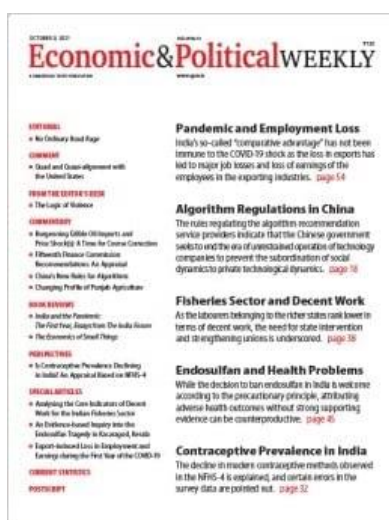 OCTOBER 2, 2021
₹130
Economic&PoliticalWEEKLY
EDITORIAL
No Ordinary Road Rage
COMMENT
Quad and Quasi-alignment with
the United States
FROM THE EDITOR'S DESK
The Logic of Violence
COMMENTARY
Burgeoning Edible Oil Imports and
Price Shock(s): A Time for Course Correction
Fifteenth Finance Commission
Recommendations: An Appraisal
China's New Rules for Algorithms
Changing Profile of Punjab Agriculture
BOOK REVIEWS
India and the Pandemic:
The First Year, Essays from The India Forum
The Economics of Small Things
PERSPECTIVES
Is Contraceptive Prevalence Declining
in India? An Appraisal Based on NFHS-4
SPECIAL ARTICLES
Analysing the Core Indicators of Decent
Work for the Indian Fisheries Sector
An Evidence-based Inquiry into the
Endosulfan Tragedy in Kasaragod, Kerala
Export-induced Loss in Employment and
Earnings during the First Year of the COVID-19
CURRENT STATISTICS
POSTSCRIPT
Pandemic and Employment Loss
India's so-called "comparative advantage" has not been
immune to the COVID-19 shock as the loss in exports has
led to major job losses and loss of earnings of the
employees in the exporting industries. page 54
Algorithm Regulations in China
The rules regulating the algorithm recommendation
service providers indicate that the Chinese government
seeks to end the era of unrestrained operation of technology
companies to prevent the subordination of social
dynamics to private technological dynamics. page 18
Fisheries Sector and Decent Work
As the labourers belonging to the richer states rank lower in
terms of decent work, the need for state intervention
and strengthening unions is underscored. page 38
Endosulfan and Health Problems
While the decision to ban endosulfan in India is welcome
according to the precautionary principle, attributing
adverse health outcomes without strong supporting
evidence can be counterproductive. page 45
Contraceptive Prevalence in India
The decline in modern contraceptive methods observed
in the NFHS-4 is explained, and certain errors in the
survey data are pointed out. page 32